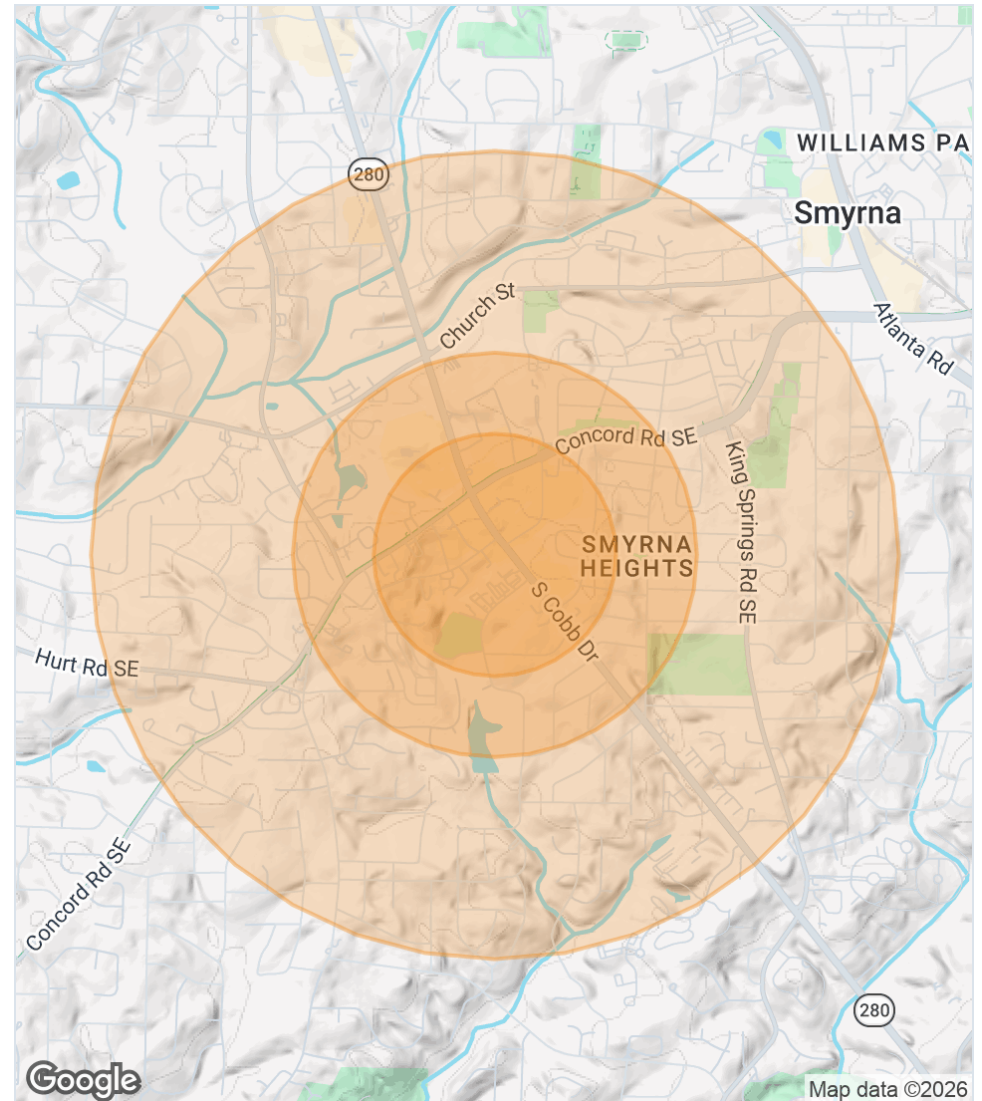 WILLIAMS PA
280
Smyrna
Church St
Atlanta Rd
Concord Rd SE
King Springs Rd SE
SMYRNA
HEIGHTS
S Cobb Dr
Hurt Rd SE
Concord Rd SE
280
Google
Map data ©2026